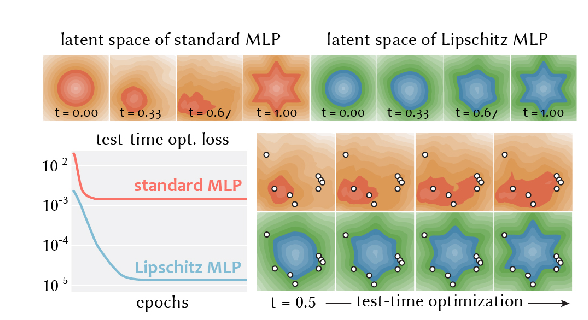 latent space of standard MLP
latent space of Lipschitz MLP
t = 0.00 t = 0.33 t = 0.67 t = 1.00 t = 0.00 t = 0.33 t = 0.67 t = 1.00
test-time opt. loss
10⁻²
standard MLP
10⁻³
10⁻⁴
Lipschitz MLP
10⁻⁵
epochs
t = 0.5 test-time optimization